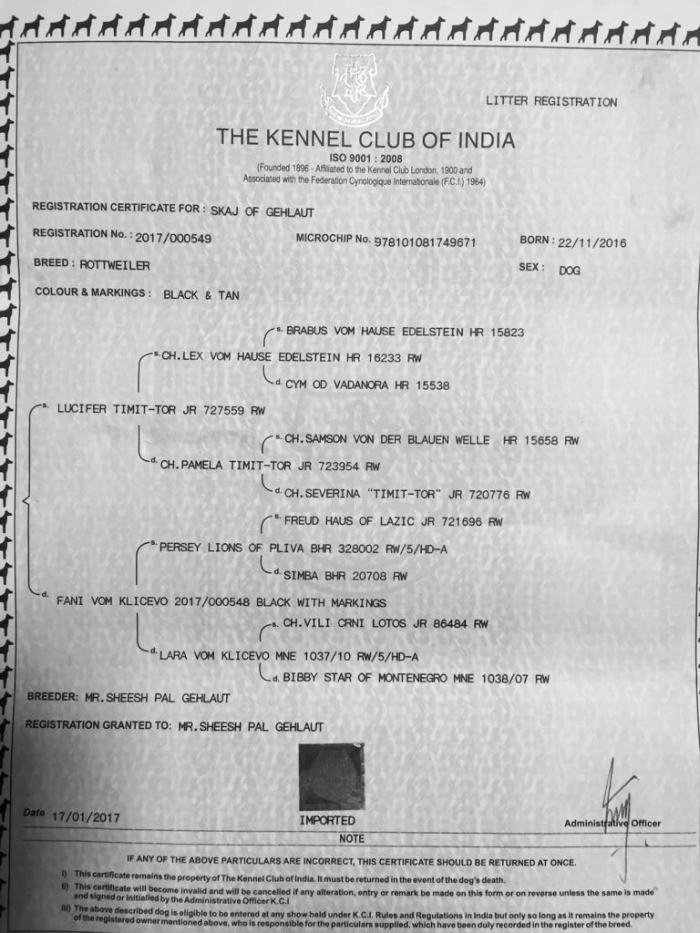 LITTER REGISTRATION
THE KENNEL CLUB OF INDIA
ISO 9001 : 2008
(Founded 1896 - Affiliated to the Kennel Club London, 1900 and
Associated with the Federation Cynologique Internationale (F.C.I.) 1964)
REGISTRATION CERTIFICATE FOR : SKAJ OF GEHLAUT
REGISTRATION No. : 2017/000549 MICROCHIP No. 978101081749671 BORN : 22/11/2016
BREED : ROTTWEILER SEX : DOG
COLOUR & MARKINGS : BLACK & TAN
s. BRABUS VOM HAUSE EDELSTEIN HR 15823
s. CH.LEX VOM HAUSE EDELSTEIN HR 16233 RW
d. CYM OD VADANORA HR 15538
s. LUCIFER TIMIT-TOR JR 727559 RW
s. CH.SAMSON VON DER BLAUEN WELLE HR 15658 RW
d. CH.PAMELA TIMIT-TOR JR 723954 RW
d. CH.SEVERINA "TIMIT-TOR" JR 720776 RW
s. FREUD HAUS OF LAZIC JR 721696 RW
s. PERSEY LIONS OF PLIVA BHR 328002 RW/5/HD-A
d. SIMBA BHR 20708 RW
d. FANI VOM KLICEVO 2017/000548 BLACK WITH MARKINGS
s. CH.VILI CRNI LOTOS JR 86484 RW
d. LARA VOM KLICEVO MNE 1037/10 RW/5/HD-A
d. BIBBY STAR OF MONTENEGRO MNE 1038/07 RW
BREEDER: MR.SHEESH PAL GEHLAUT
REGISTRATION GRANTED TO: MR.SHEESH PAL GEHLAUT
Date 17/01/2017 IMPORTED Administrative Officer
NOTE
IF ANY OF THE ABOVE PARTICULARS ARE INCORRECT, THIS CERTIFICATE SHOULD BE RETURNED AT ONCE.
i) This certificate remains the property of The Kennel Club of India. It must be returned in the event of the dog's death.
ii) This certificate will become invalid and will be cancelled if any alteration, entry or remark be made on this form or on reverse unless the same is made
and signed or initialled by the Administrative Officer K.C.I
iii) The above described dog is eligible to be entered at any show held under K.C.I. Rules and Regulations in India but only so long as it remains the property
of the registered owner mentioned above, who is responsible for the particulars supplied, which have been duly recorded in the register of the breed.